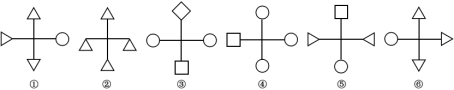 ① ② ③ ④ ⑤ ⑥